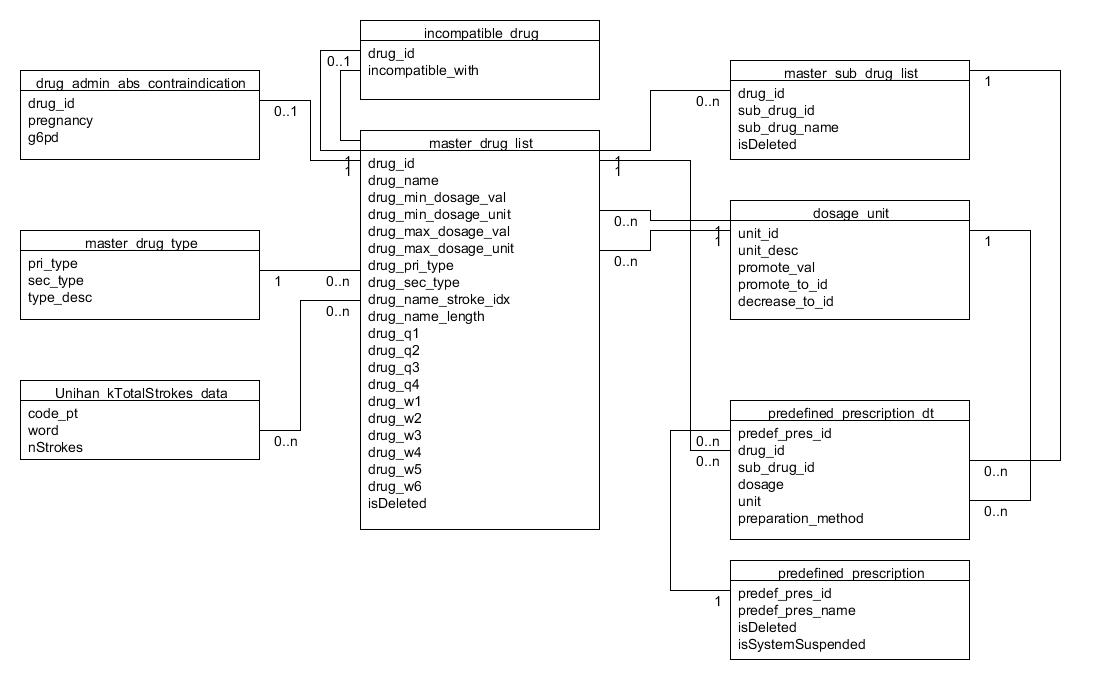 incompatible_drug
drug_id
incompatible_with
0..1
drug_admin_abs_contraindication
drug_id
pregnancy
g6pd
0..1
master_sub_drug_list
drug_id
sub_drug_id
sub_drug_name
isDeleted
0..n
1
master_drug_list
drug_id
drug_name
drug_min_dosage_val
drug_min_dosage_unit
drug_max_dosage_val
drug_max_dosage_unit
drug_pri_type
drug_sec_type
drug_name_stroke_idx
drug_name_length
drug_q1
drug_q2
drug_q3
drug_q4
drug_w1
drug_w2
drug_w3
drug_w4
drug_w5
drug_w6
isDeleted
1
1
1
1
0..n
0..n
0..n
0..n
master_drug_type
pri_type
sec_type
type_desc
1
dosage_unit
unit_id
unit_desc
promote_val
promote_to_id
decrease_to_id
1
1
1
Unihan_kTotalStrokes_data
code_pt
word
nStrokes
0..n
predefined_prescription_dt
predef_pres_id
drug_id
sub_drug_id
dosage
unit
preparation_method
0..n
0..n
0..n
0..n
predefined_prescription
predef_pres_id
predef_pres_name
isDeleted
isSystemSuspended
1